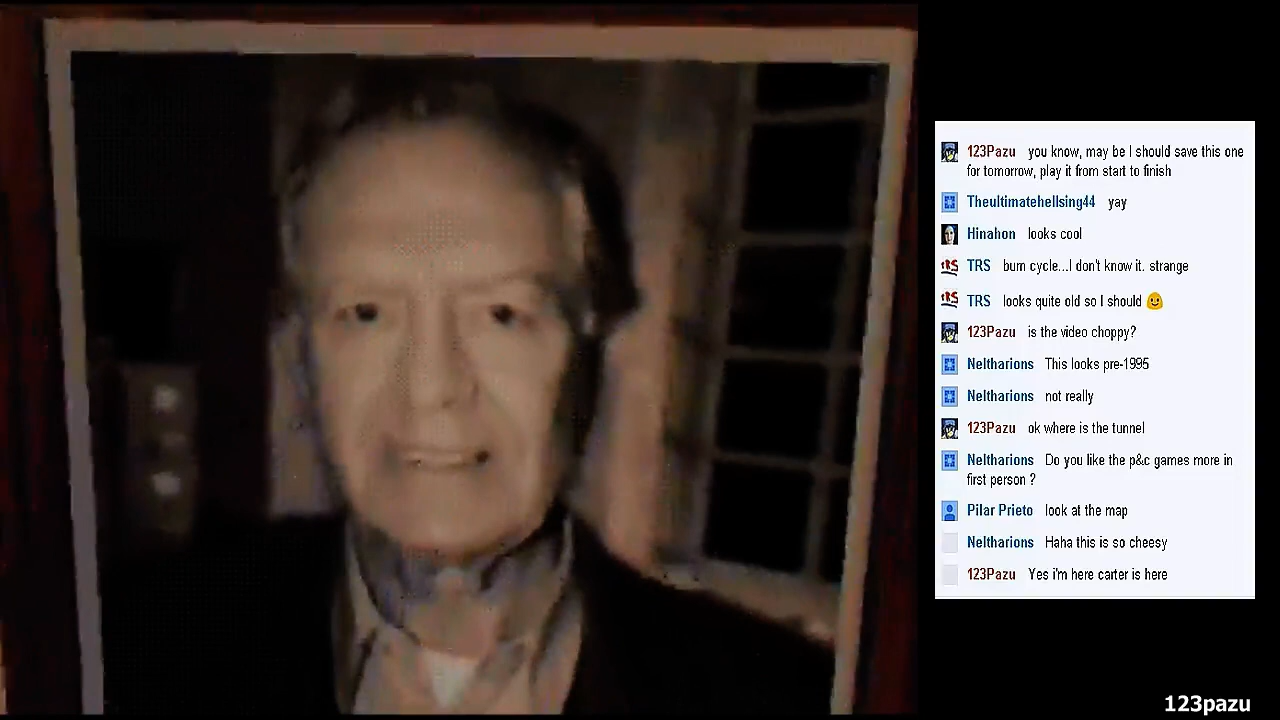 123Pazu you know, may be I should save this one
for tomorrow, play it from start to finish
Theultimatehellsing44 yay
Hinahon looks cool
TRS burn cycle...I don't know it. strange
TRS looks quite old so I should
123Pazu is the video choppy?
Neltharions This looks pre-1995
Neltharions not really
123Pazu ok where is the tunnel
Neltharions Do you like the p&c games more in
first person ?
Pilar Prieto look at the map
Neltharions Haha this is so cheesy
123Pazu Yes i'm here carter is here
123pazu